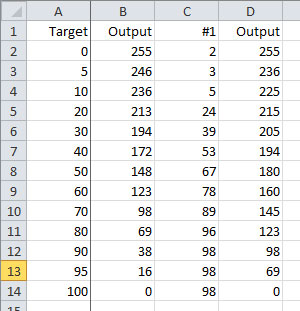 A B C D
1 Target Output #1 Output
2 0 255 2 255
3 5 246 3 236
4 10 236 5 225
5 20 213 24 215
6 30 194 39 205
7 40 172 53 194
8 50 148 67 180
9 60 123 78 160
10 70 98 89 145
11 80 69 96 123
12 90 38 98 98
13 95 16 98 69
14 100 0 98 0